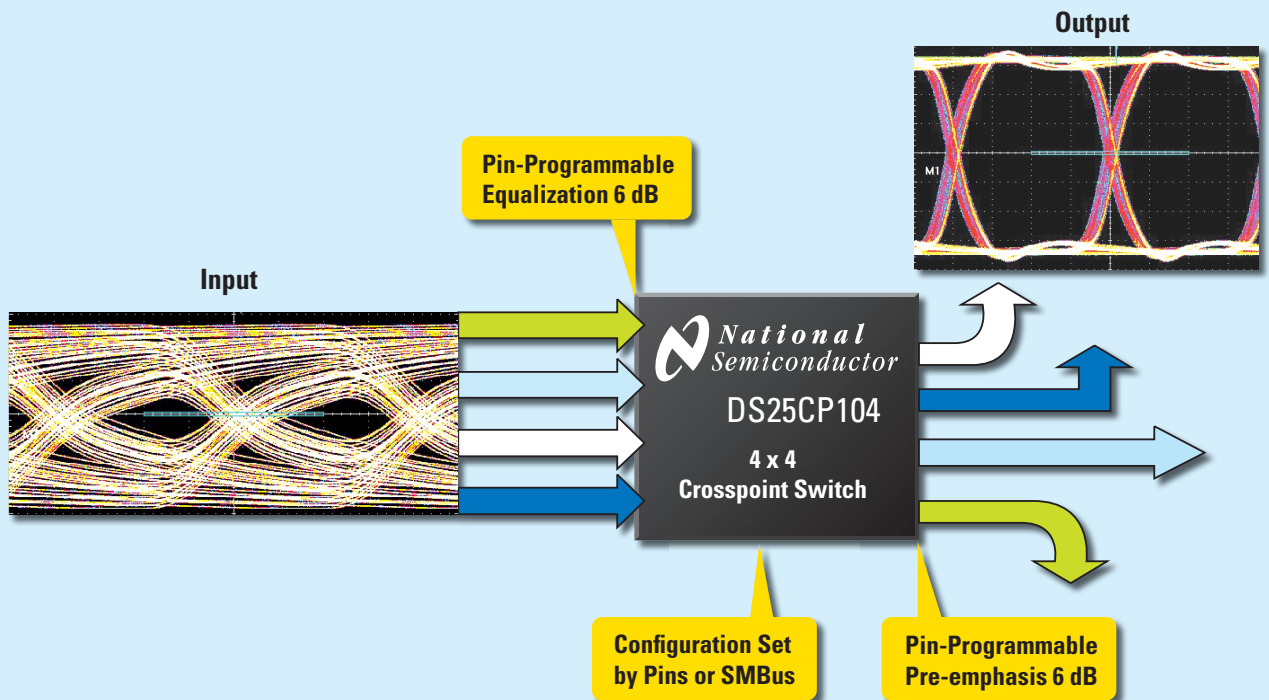 Output
M1
Pin-Programmable
Equalization 6 dB
Input
National
Semiconductor
DS25CP104
4 x 4
Crosspoint Switch
Configuration Set
by Pins or SMBus
Pin-Programmable
Pre-emphasis 6 dB